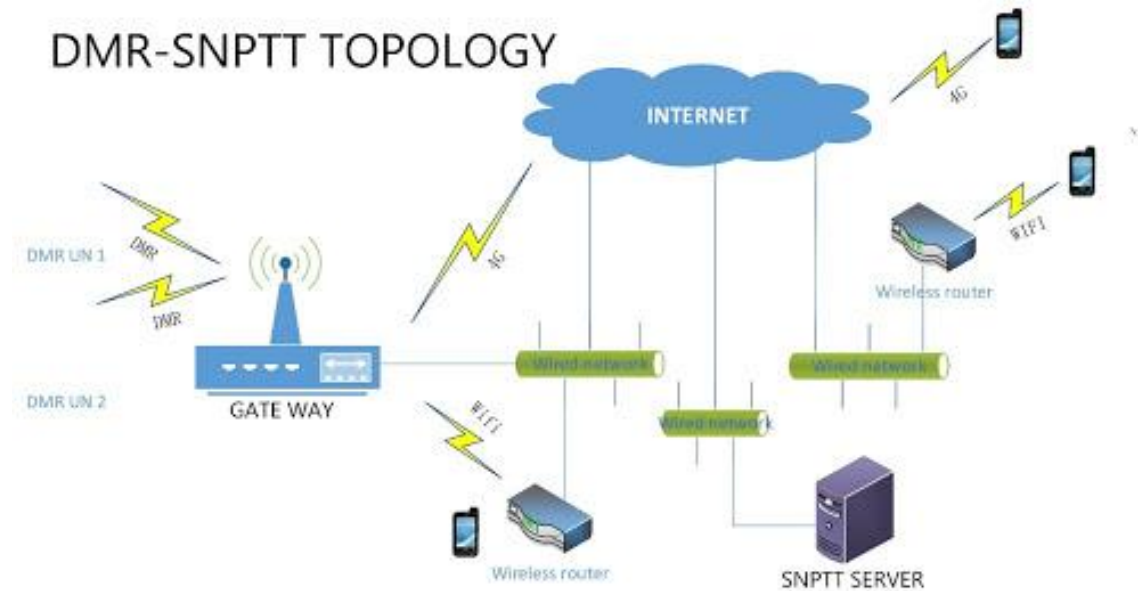 DMR-SNPTT TOPOLOGY
INTERNET
4G
WIFI
DMR UN 1
DMR
DMR
4G
Wireless router
Wired network
Wired network
DMR UN 2
GATE WAY
Wifi
Wired network
Wireless router
SNPTT SERVER